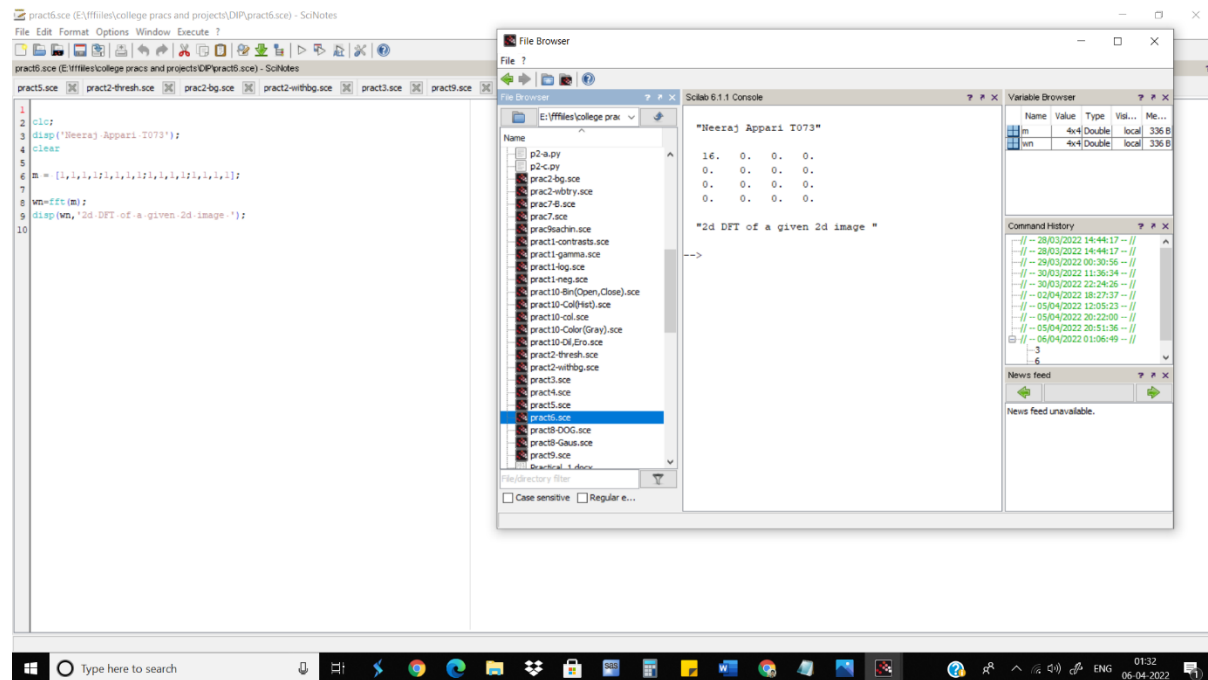 pract6.sce (E:\fffiiles\college pracs and projects\DIP\pract6.sce) - SciNotes
File Edit Format Options Window Execute ?
pract6.sce (E:\fffiiles\college pracs and projects\DIP\pract6.sce) - SciNotes
pract5.sce pract2-thresh.sce prac2-bg.sce pract2-withbg.sce pract3.sce pract9.sce
1
2 clc;
3 disp('Neeraj Appari T073');
4 clear
5
6 m = [1,1,1,1;1,1,1,1;1,1,1,1;1,1,1,1];
7
8 wn=fft(m);
9 disp(wn,'2d DFT of a given 2d image ');
10
File Browser
File ?
File Browser
E:\fffiles\college prac
Name
p2-a.py
p2-c.py
prac2-bg.sce
prac2-wbtry.sce
prac7-B.sce
prac7.sce
prac9sachin.sce
pract1-contrasts.sce
pract1-gamma.sce
pract1-log.sce
pract1-neg.sce
pract10-Bin(Open,Close).sce
pract10-Col(Hist).sce
pract10-col.sce
pract10-Color(Gray).sce
pract10-Dil,Ero.sce
pract2-thresh.sce
pract2-withbg.sce
pract3.sce
pract4.sce
pract5.sce
pract6.sce
pract8-DOG.sce
pract8-Gaus.sce
pract9.sce
Practical_1.docx
File/directory filter
Case sensitive Regular e...
Scilab 6.1.1 Console
"Neeraj Appari T073"
16. 0. 0. 0.
0. 0. 0. 0.
0. 0. 0. 0.
0. 0. 0. 0.
"2d DFT of a given 2d image "
-->
Variable Browser
Name Value Type Visi... Me...
m 4x4 Double local 336 B
wn 4x4 Double local 336 B
Command History
// -- 28/03/2022 14:44:17 -- //
// -- 28/03/2022 14:44:17 -- //
// -- 29/03/2022 00:30:56 -- //
// -- 30/03/2022 11:36:34 -- //
// -- 30/03/2022 22:24:26 -- //
// -- 02/04/2022 18:27:37 -- //
// -- 05/04/2022 12:05:23 -- //
// -- 05/04/2022 20:22:00 -- //
// -- 05/04/2022 20:51:36 -- //
// -- 06/04/2022 01:06:49 -- //
3
6
News feed
News feed unavailable.
Type here to search
ENG
01:32
06-04-2022